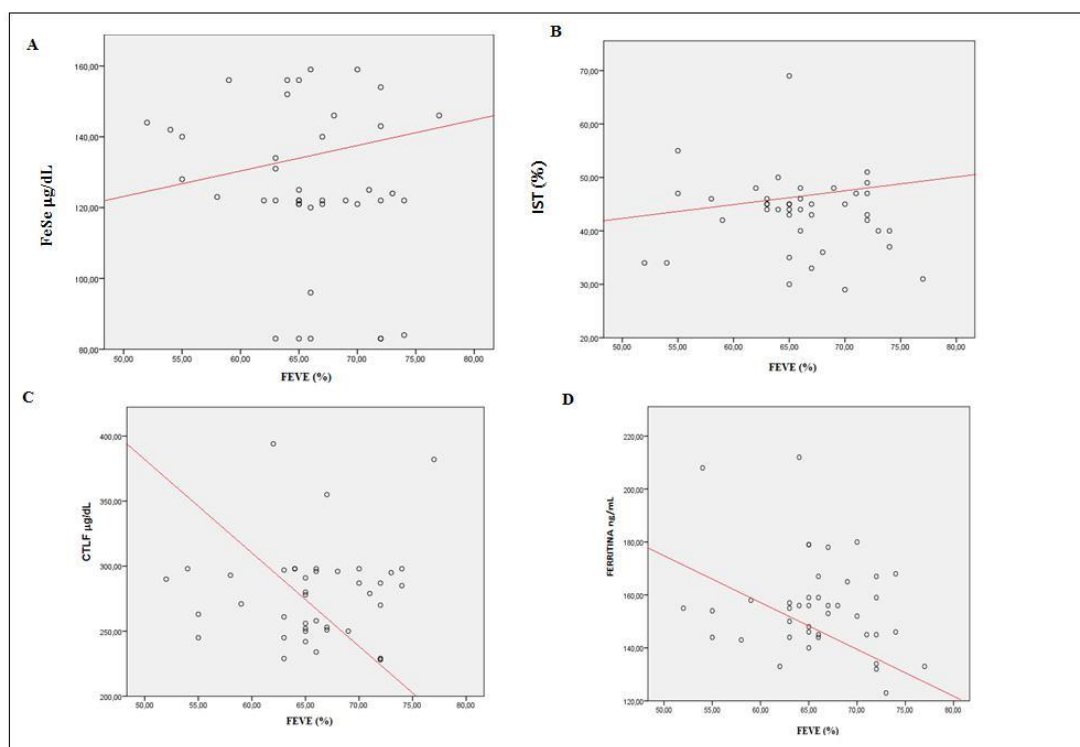 A
FeSe µg/dL
160,00
140,00
120,00
100,00
80,00
50,00 55,00 60,00 65,00 70,00 75,00 80,00
FEVE (%)
B
IST (%)
70,00
60,00
50,00
40,00
30,00
20,00
50,00 55,00 60,00 65,00 70,00 75,00 80,00
FEVE (%)
C
CTLF µg/dL
400,00
350,00
300,00
250,00
200,00
50,00 55,00 60,00 65,00 70,00 75,00 80,00
FEVE (%)
D
FERRITINA ng/mL
220,00
200,00
180,00
160,00
140,00
120,00
50,00 55,00 60,00 65,00 70,00 75,00 80,00
FEVE (%)